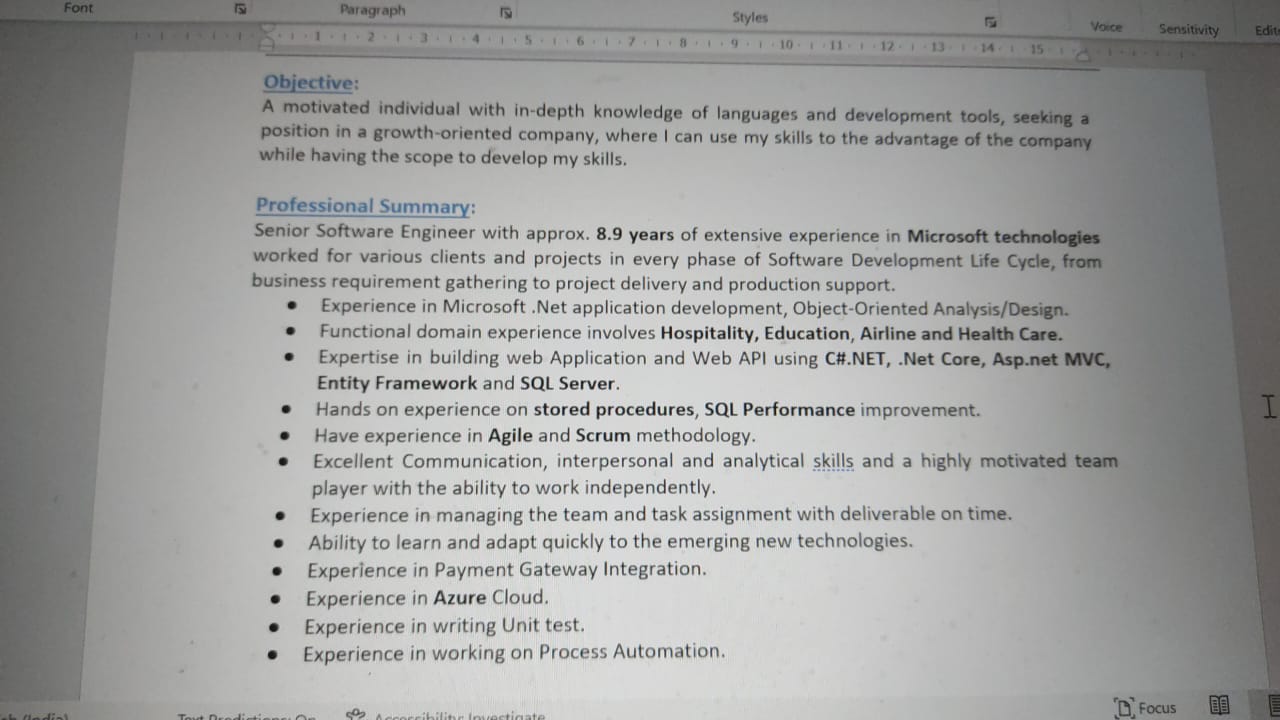 Font
Paragraph
Styles
Voice
Sensitivity
1 2 3 4 5 6 7 8 9 10 11 12 13 14 15
Objective:
A motivated individual with in-depth knowledge of languages and development tools, seeking a
position in a growth-oriented company, where I can use my skills to the advantage of the company
while having the scope to develop my skills.
Professional Summary:
Senior Software Engineer with approx. 8.9 years of extensive experience in Microsoft technologies
worked for various clients and projects in every phase of Software Development Life Cycle, from
business requirement gathering to project delivery and production support.
• Experience in Microsoft .Net application development, Object-Oriented Analysis/Design.
• Functional domain experience involves Hospitality, Education, Airline and Health Care.
• Expertise in building web Application and Web API using C#.NET, .Net Core, Asp.net MVC,
Entity Framework and SQL Server.
• Hands on experience on stored procedures, SQL Performance improvement.
• Have experience in Agile and Scrum methodology.
• Excellent Communication, interpersonal and analytical skills and a highly motivated team
player with the ability to work independently.
• Experience in managing the team and task assignment with deliverable on time.
• Ability to learn and adapt quickly to the emerging new technologies.
• Experience in Payment Gateway Integration.
• Experience in Azure Cloud.
• Experience in writing Unit test.
• Experience in working on Process Automation.
Text Predictions: On
Accessibility: Investigate
Focus